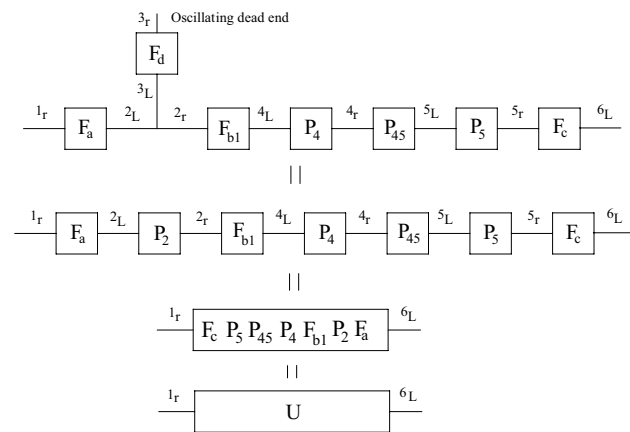 3r Oscillating dead end
Fd
3L
1r 2L 2r 4L 4r 5L 5r 6L
Fa Fb1 P4 P45 P5 Fc
1r 2L 2r 4L 4r 5L 5r 6L
Fa P2 Fb1 P4 P45 P5 Fc
1r 6L
Fc P5 P45 P4 Fb1 P2 Fa
1r 6L
U